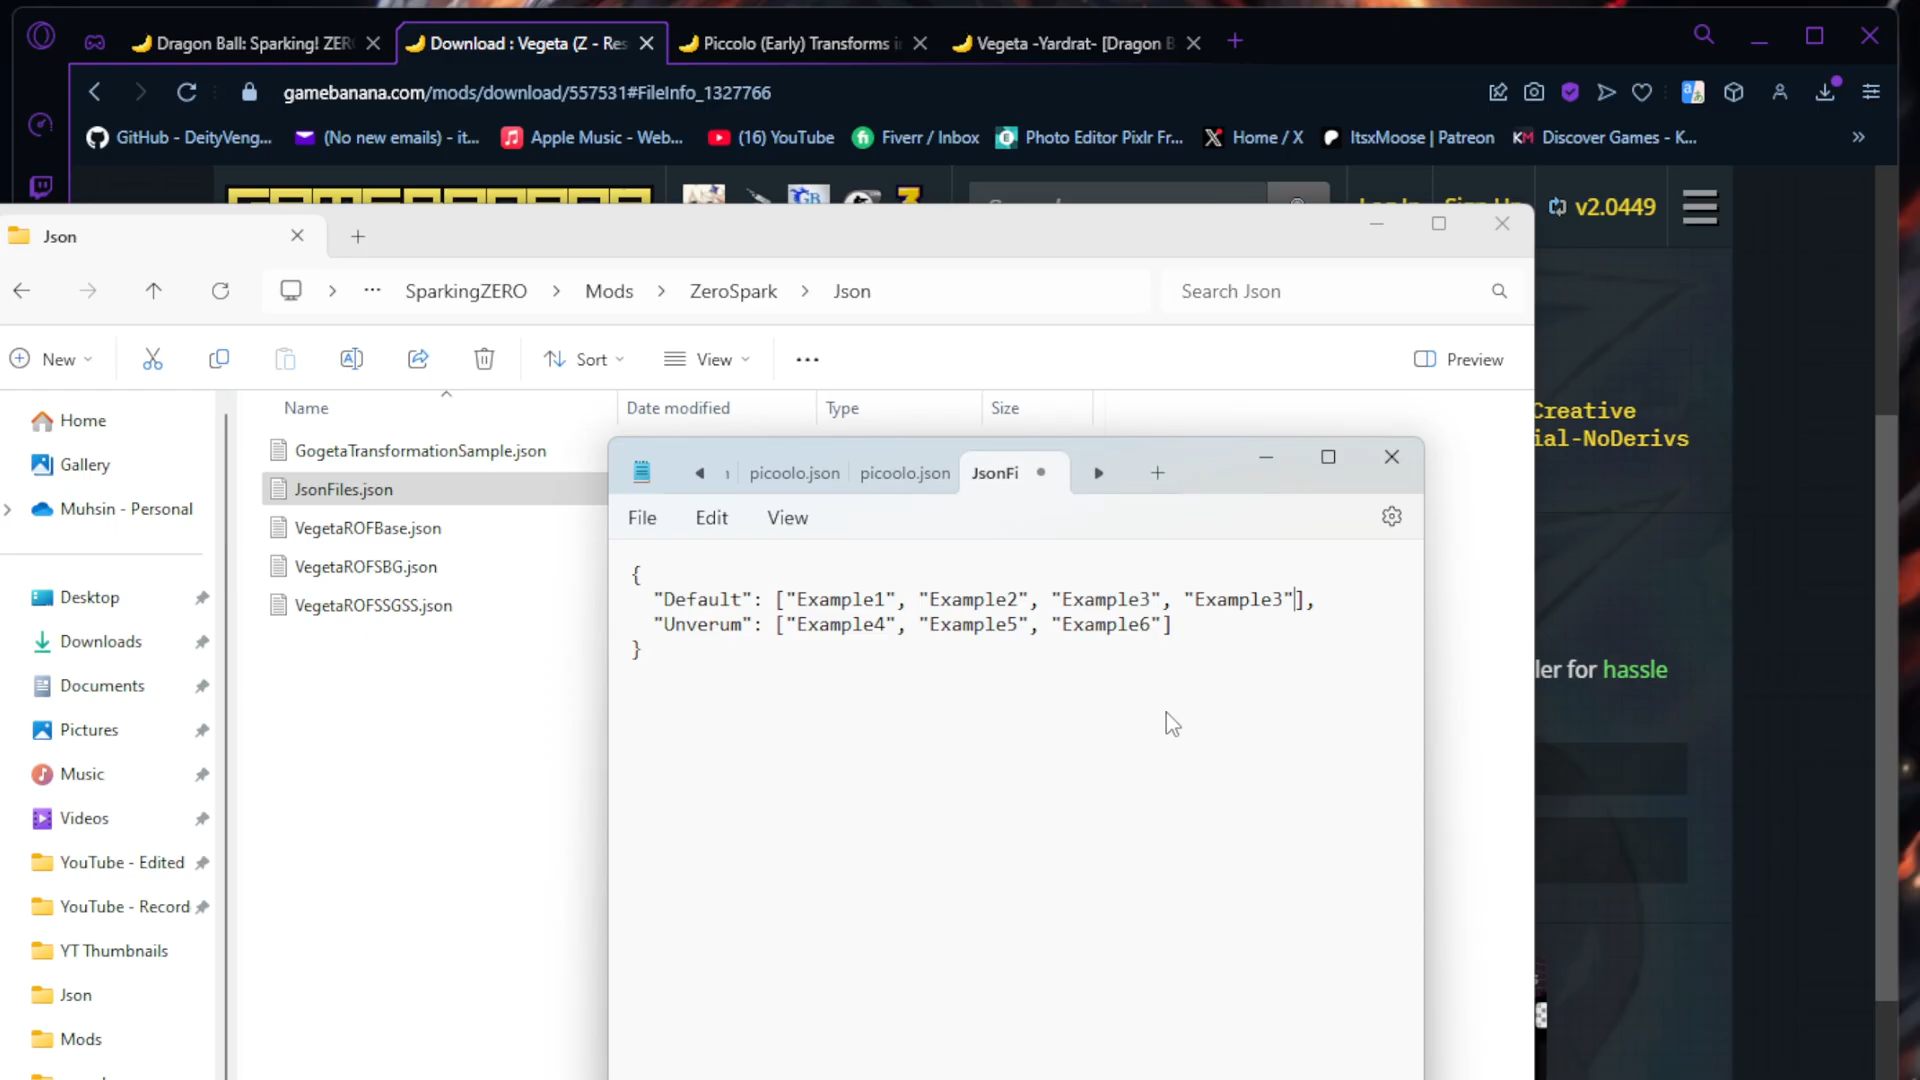 Dragon Ball: Sparking! ZER
Download : Vegeta (Z - Res
Piccolo (Early) Transforms i
Vegeta -Yardrat- [Dragon B
gamebanana.com/mods/download/557531#FileInfo_1327766
GitHub - DeityVeng...
(No new emails) - it...
Apple Music - Web...
(16) YouTube
Fiverr / Inbox
Photo Editor Pixlr Fr...
Home / X
ItsxMoose | Patreon
KM Discover Games - K...
v2.0449
Json
SparkingZERO > Mods > ZeroSpark > Json
Search Json
New
Sort
View
Preview
Name
Date modified
Type
Size
Home
Gallery
Muhsin - Personal
Desktop
Downloads
Documents
Pictures
Music
Videos
YouTube - Edited
YouTube - Record
YT Thumbnails
Json
Mods
GogetaTransformationSample.json
JsonFiles.json
VegetaROFBase.json
VegetaROFSBG.json
VegetaROFSSGSS.json
picoolo.json
picoolo.json
JsonFi
File
Edit
View
{
"Default": ["Example1", "Example2", "Example3", "Example3"],
"Unverum": ["Example4", "Example5", "Example6"]
}
Creative
ial-NoDerivs
ler for hassle